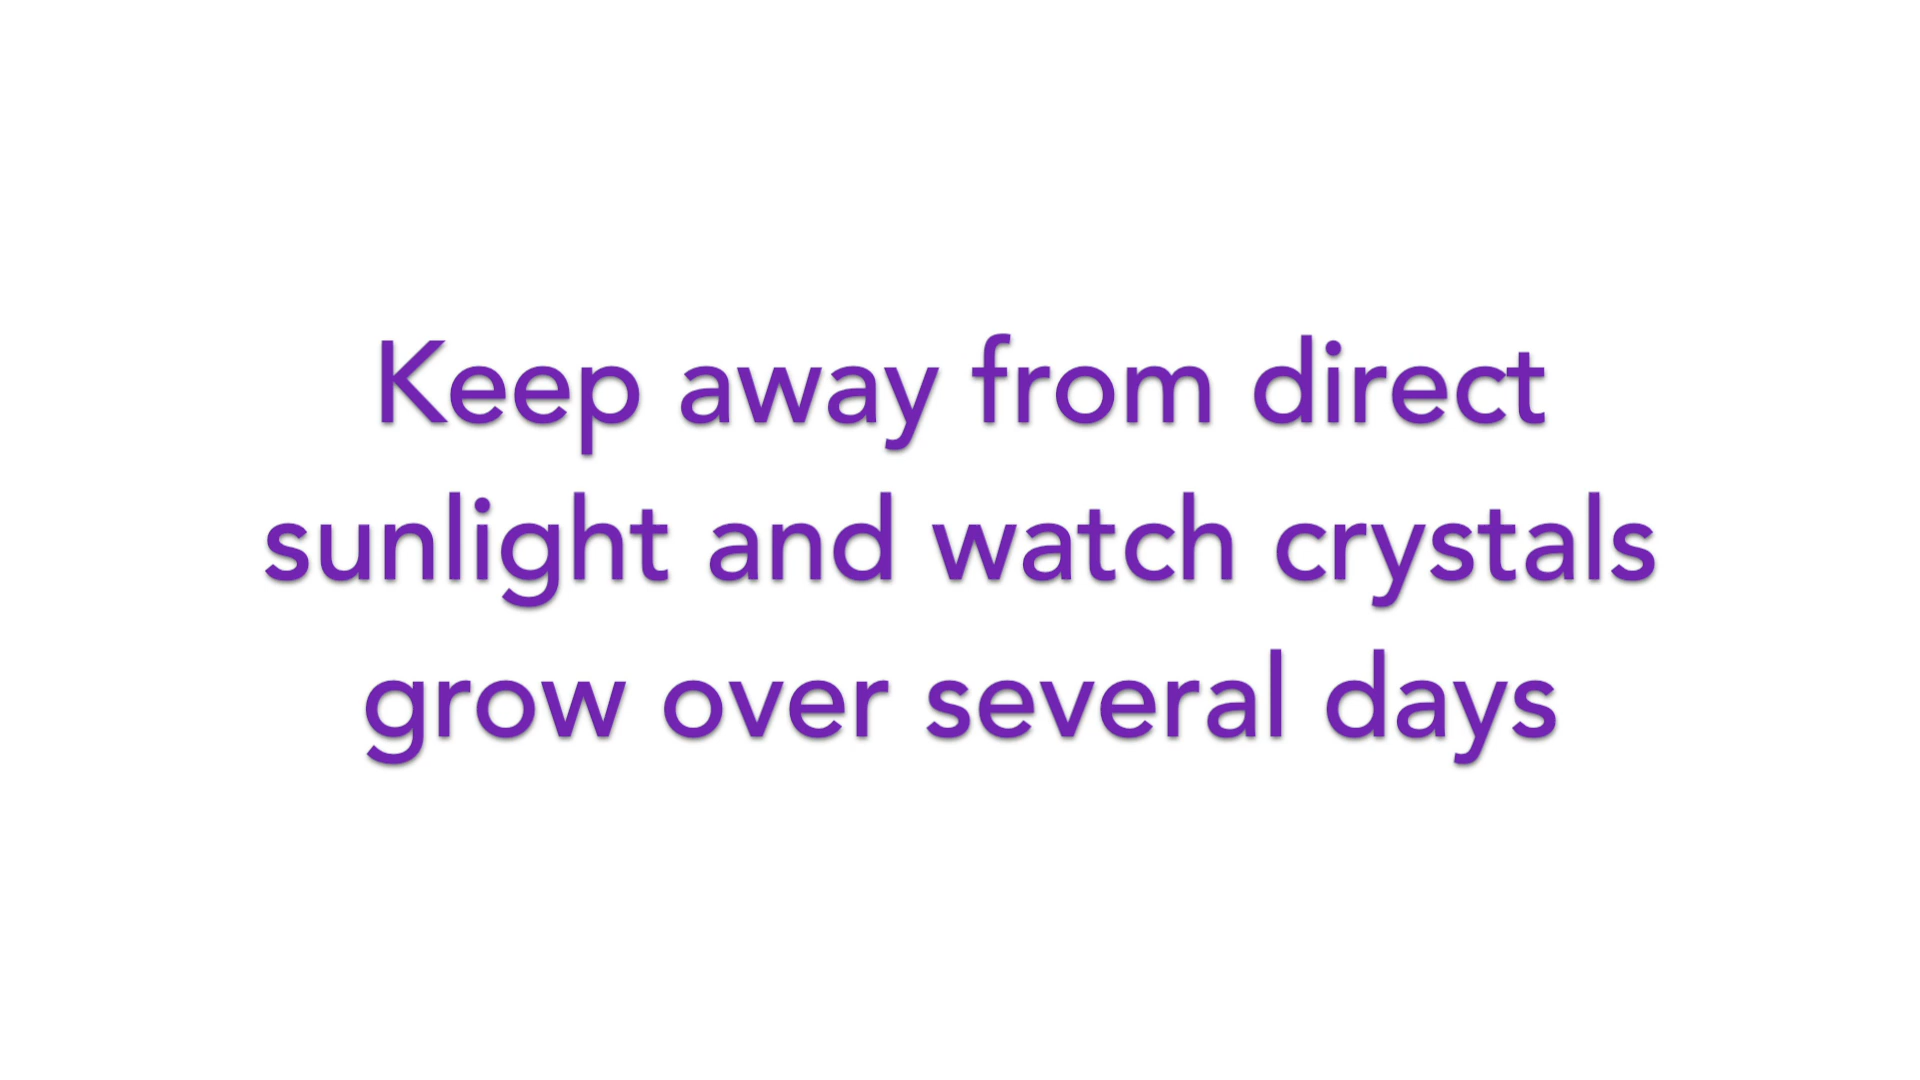 Keep away from direct
sunlight and watch crystals
grow over several days